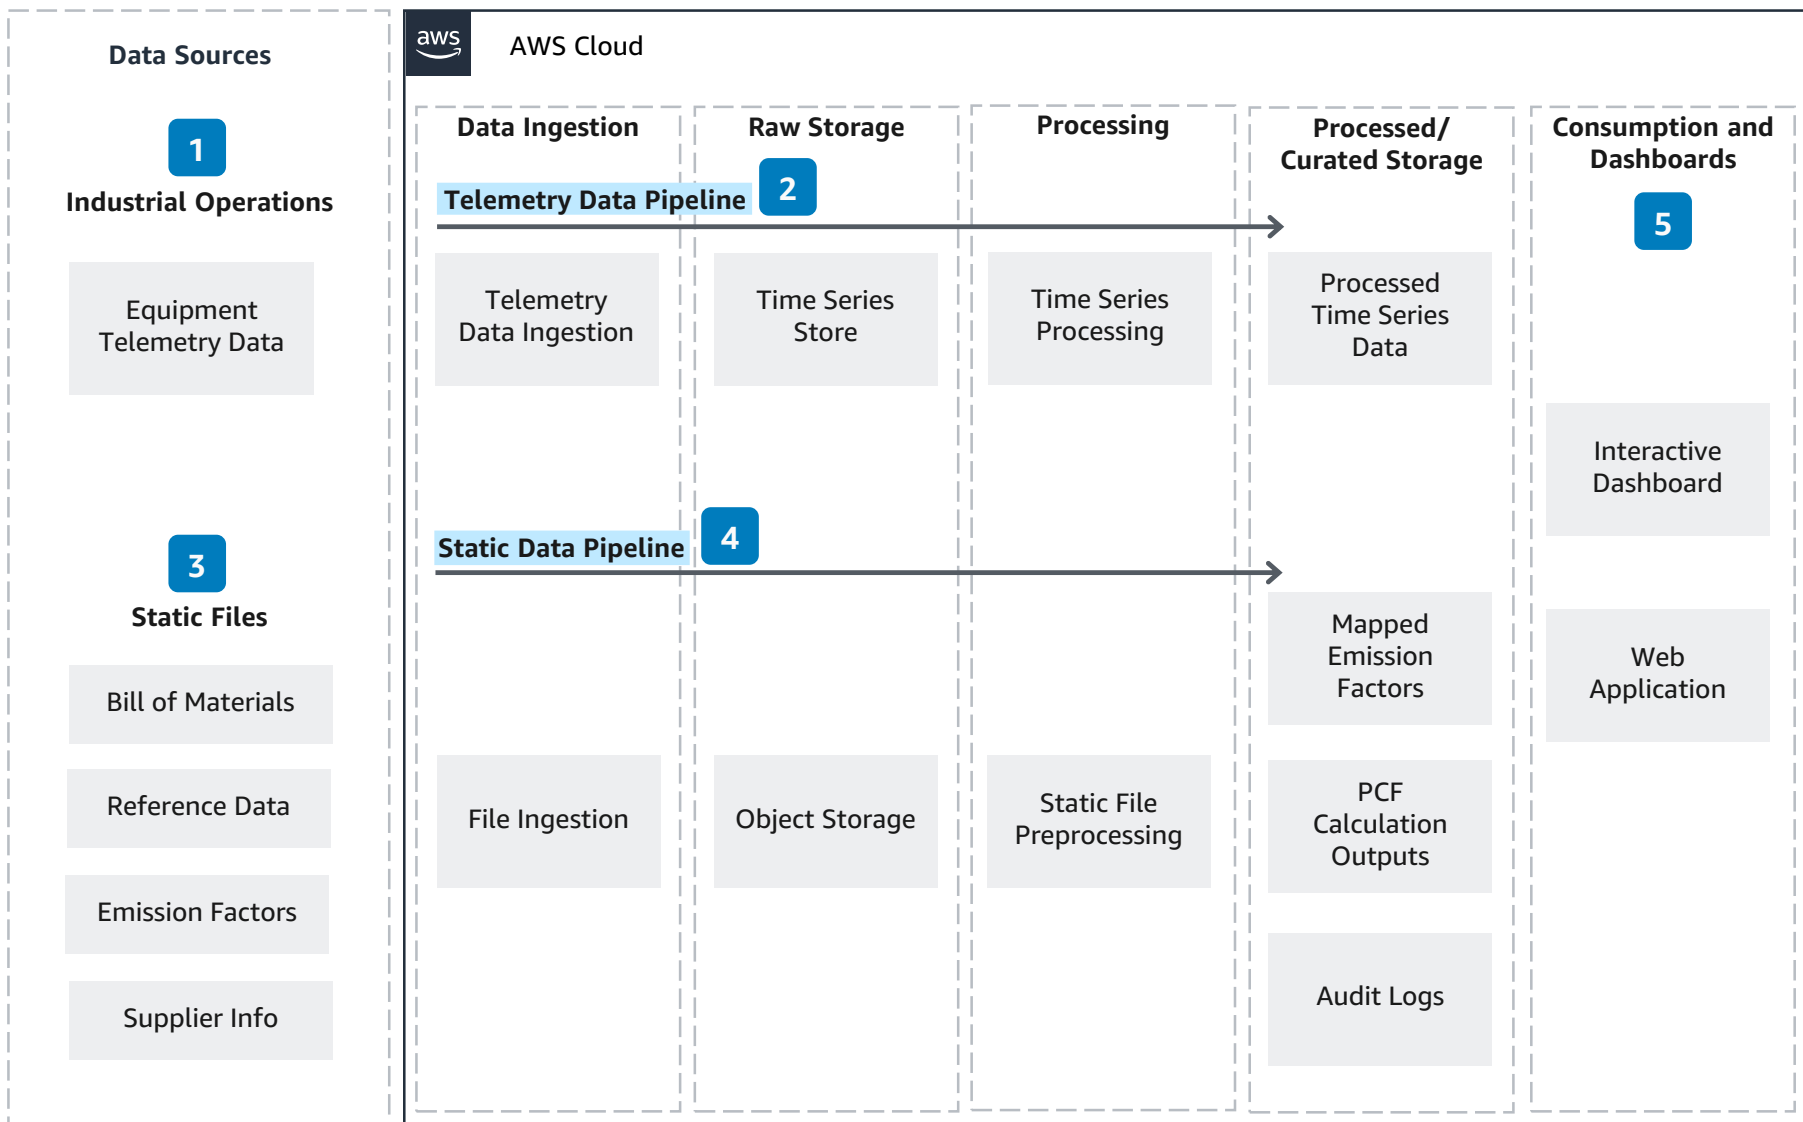 Data Sources
1
Industrial Operations
Equipment
Telemetry Data
3
Static Files
Bill of Materials
Reference Data
Emission Factors
Supplier Info
aws
AWS Cloud
Data Ingestion
Raw Storage
Processing
Processed/
Curated Storage
Consumption and
Dashboards
Telemetry Data Pipeline
2
5
Telemetry
Data Ingestion
Time Series
Store
Time Series
Processing
Processed
Time Series
Data
Interactive
Dashboard
Static Data Pipeline
4
Mapped
Emission
Factors
Web
Application
File Ingestion
Object Storage
Static File
Preprocessing
PCF
Calculation
Outputs
Audit Logs